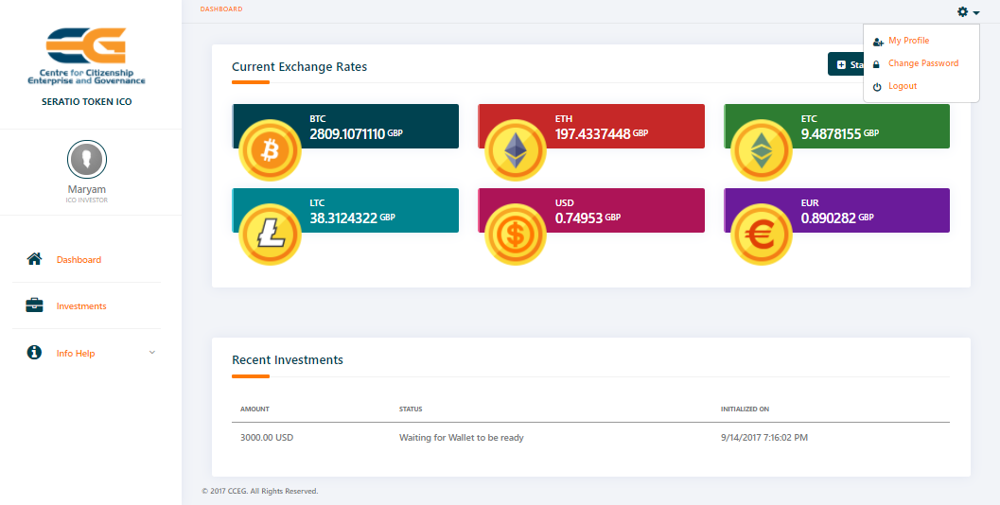 DASHBOARD
Centre for Citizenship
Enterprise and Governance
SERATIO TOKEN ICO
Maryam
ICO INVESTOR
Dashboard
Investments
Info Help
My Profile
Change Password
Logout
Current Exchange Rates
BTC
2809.1071110 GBP
ETH
197.4337448 GBP
ETC
9.4878155 GBP
LTC
38.3124322 GBP
USD
0.74953 GBP
EUR
0.890282 GBP
Recent Investments
AMOUNT STATUS INITIALIZED ON
3000.00 USD Waiting for Wallet to be ready 9/14/2017 7:16:02 PM
© 2017 CCEG. All Rights Reserved.